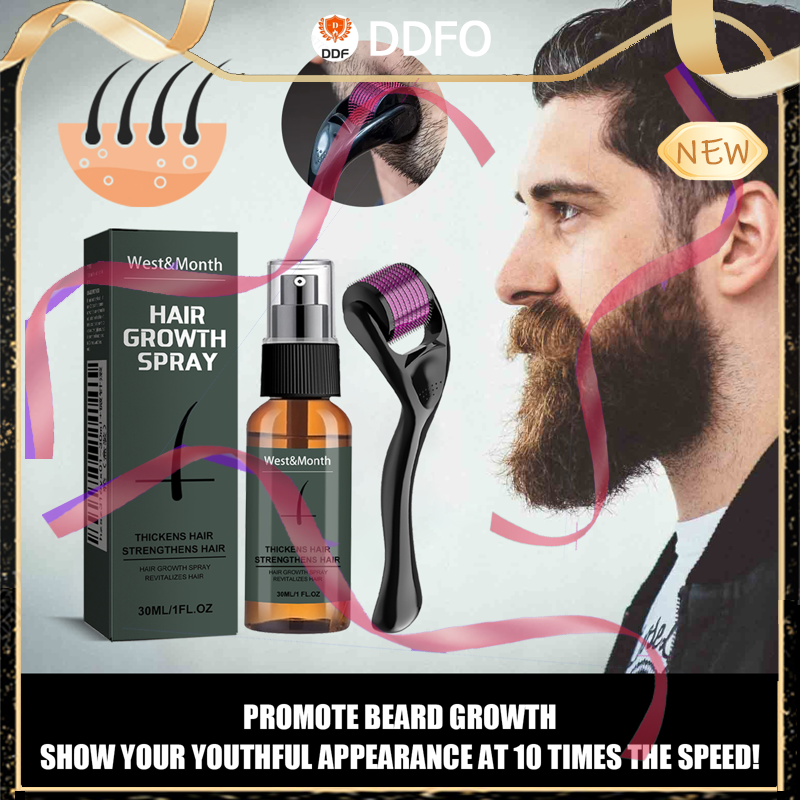 DDF
DDFO
NEW
West&Month
HAIR
GROWTH
SPRAY
THICKENS HAIR
STRENGTHENS HAIR
HAIR GROWTH SPRAY
REVITALIZES HAIR
30ML/1FL.OZ
West&Month
THICKENS HAIR
STRENGTHENS HAIR
HAIR GROWTH SPRAY
REVITALIZES HAIR
30ML/1FL.OZ
PROMOTE BEARD GROWTH
SHOW YOUR YOUTHFUL APPEARANCE AT 10 TIMES THE SPEED!